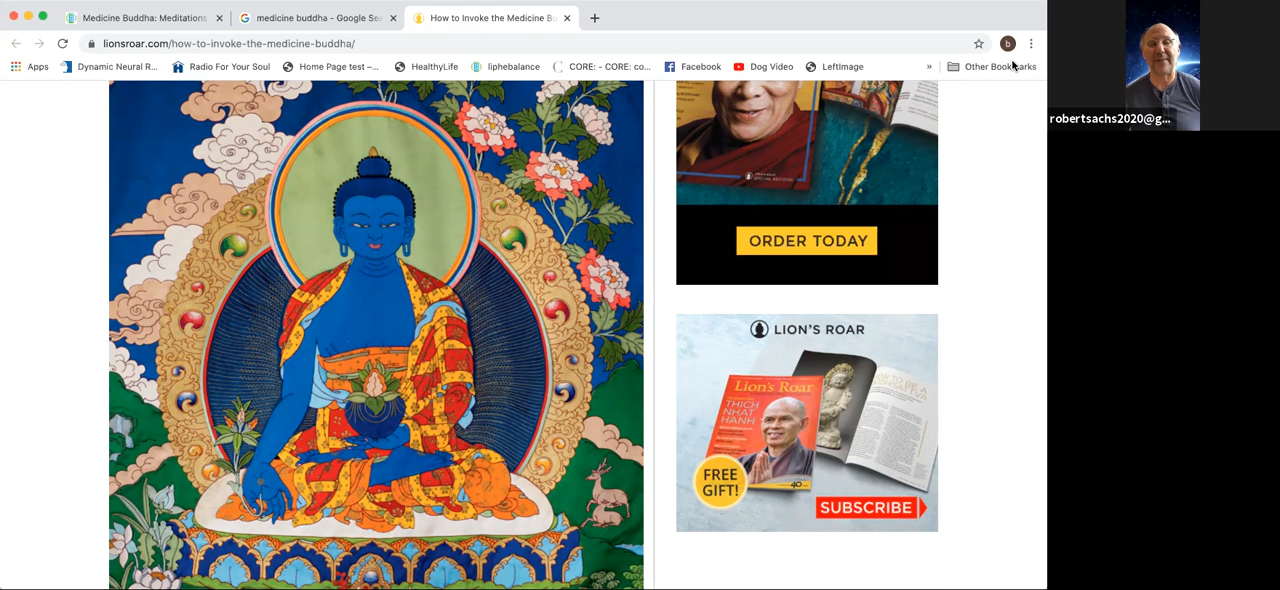 Medicine Buddha: Meditations
medicine buddha - Google Se
How to Invoke the Medicine Bu
lionsroar.com/how-to-invoke-the-medicine-buddha/
b
Apps
Dynamic Neural R...
Radio For Your Soul
Home Page test –...
HealthyLife
liphebalance
CORE: - CORE: co...
Facebook
Dog Video
LeftImage
»
Other Bookmarks
robertsachs2020@g...
ORDER TODAY
LION'S ROAR
Lion's Roar
THICH
NHAT
HANH
40
FREE
GIFT!
SUBSCRIBE